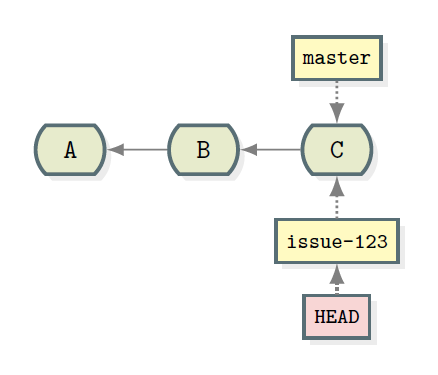 master
A B C
issue-123
HEAD